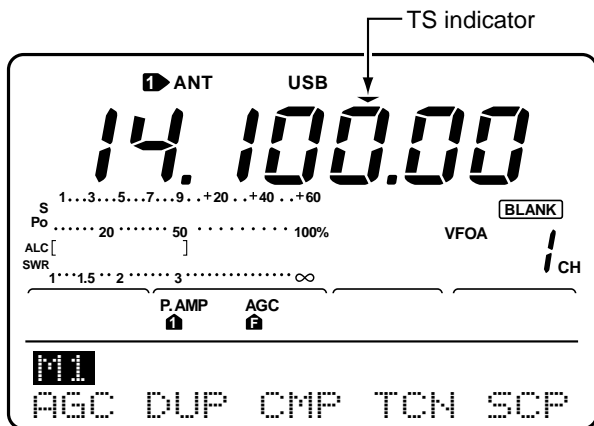 TS indicator
1 ANT USB
14.100.00
S 1...3...5...7...9..+20 ..+40 ..+60
BLANK
Po ······ 20 ········ 50 · · · · · · · · · 100%
VFOA 1 CH
ALC [ ]
SWR 1····1.5·· 2 ······· 3 ················ ∞
P.AMP AGC
1 F
M1
AGC DUP CMP TCN SCP